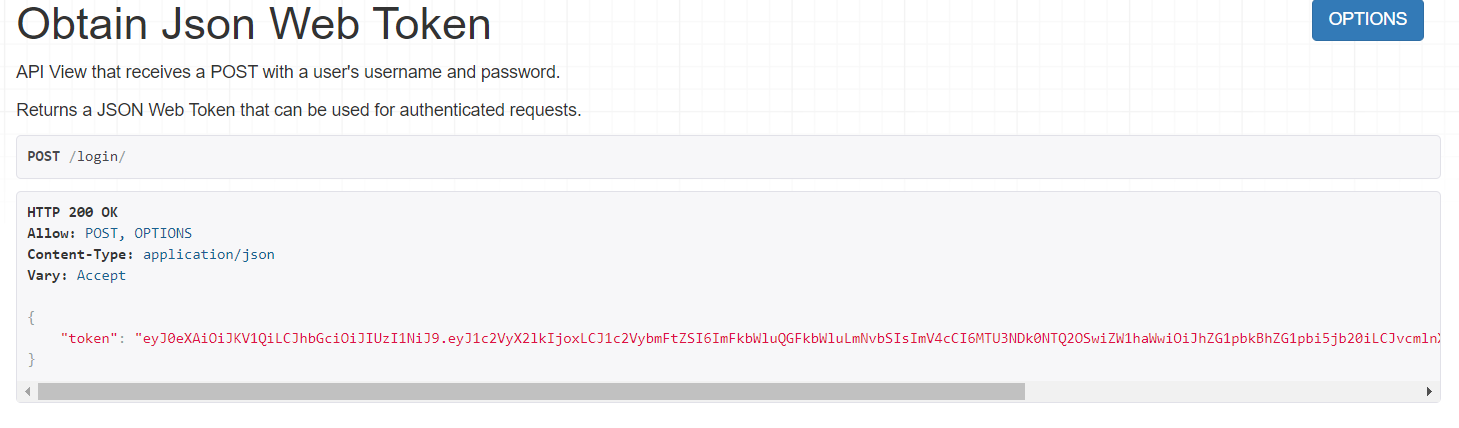 Obtain Json Web Token
OPTIONS
API View that receives a POST with a user's username and password.
Returns a JSON Web Token that can be used for authenticated requests.
POST /login/
HTTP 200 OK
Allow: POST, OPTIONS
Content-Type: application/json
Vary: Accept
{
"token": "eyJ0eXAiOiJKV1QiLCJhbGciOiJIUzI1NiJ9.eyJ1c2VyX2lkIjoxLCJ1c2VybmFtZSI6ImFkbWluQGFkbWluLmNvbSIsImV4cCI6MTU3NDk0NTQ2OSwiZW1haWwiOiJhZG1pbkBhZG1pbi5jb20iLCJvcmlnX
}